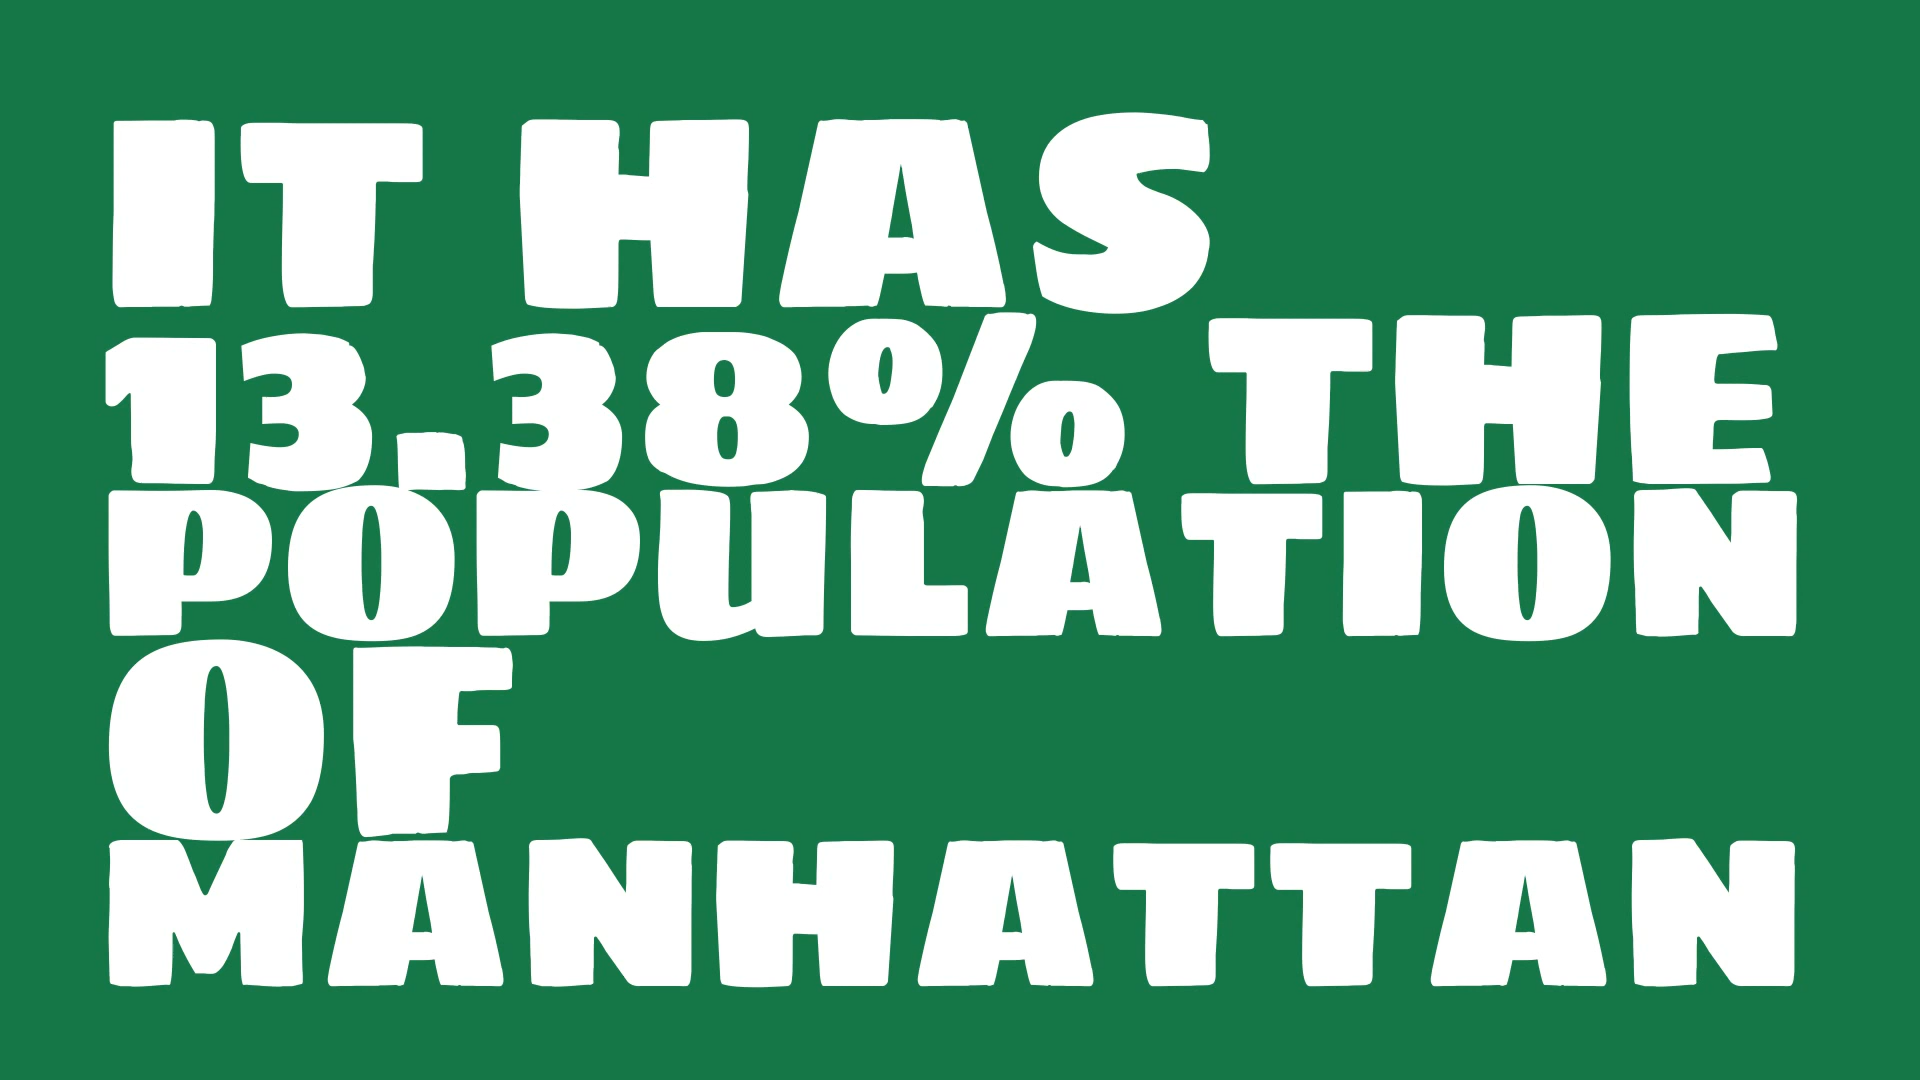 IT HAS
13.38% THE
POPULATION
OF
MANHATTAN